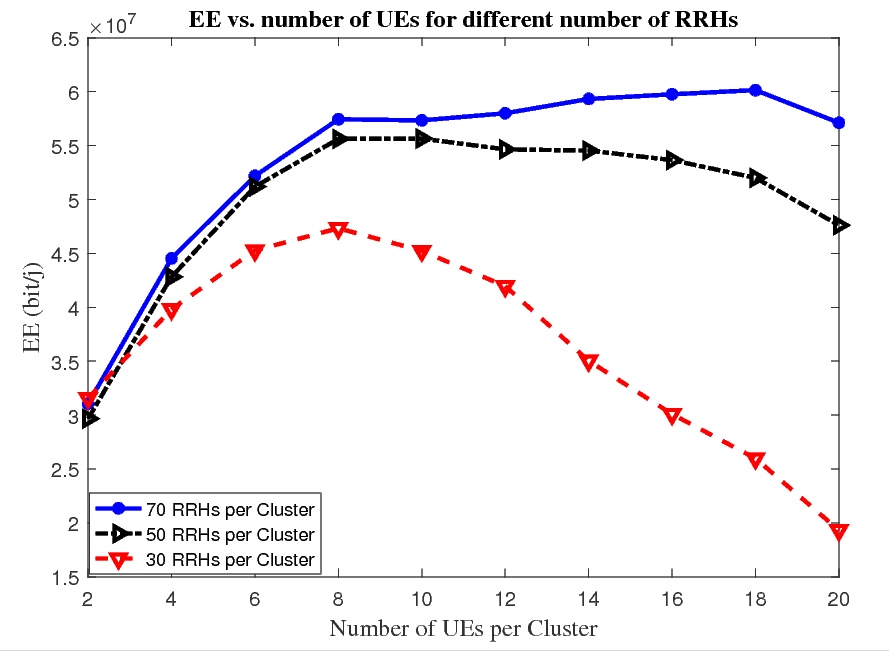 EE vs. number of UEs for different number of RRHs
×10⁷
6.5
6
5.5
5
4.5
4
3.5
3
2.5
2
1.5
EE (bit/j)
70 RRHs per Cluster
50 RRHs per Cluster
30 RRHs per Cluster
2 4 6 8 10 12 14 16 18 20
Number of UEs per Cluster